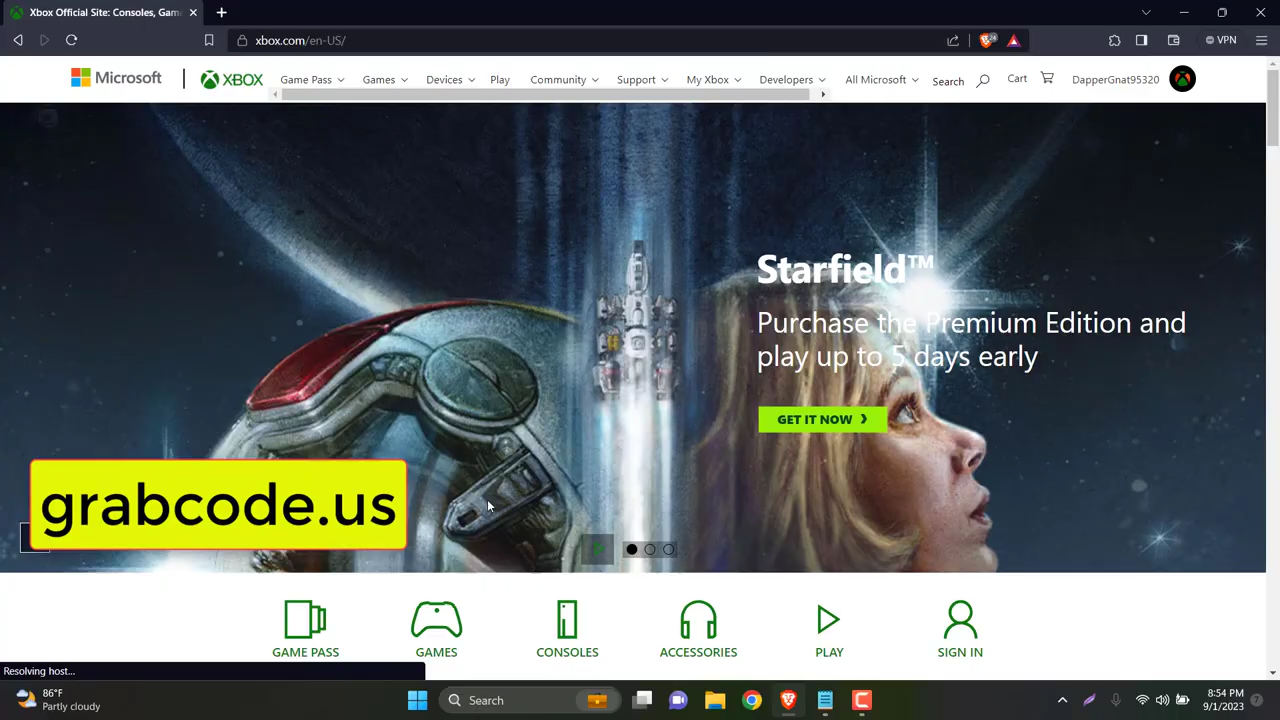 Xbox Official Site: Consoles, Gam
xbox.com/en-US/
24
VPN
Microsoft
XBOX
Game Pass
Games
Devices
Play
Community
Support
My Xbox
Developers
All Microsoft
Search
Cart
DapperGnat95320
Starfield™
Purchase the Premium Edition and
play up to 5 days early
GET IT NOW
grabcode.us
GAME PASS
GAMES
CONSOLES
ACCESSORIES
PLAY
SIGN IN
Resolving host...
86°F
Partly cloudy
Search
8:54 PM
9/1/2023